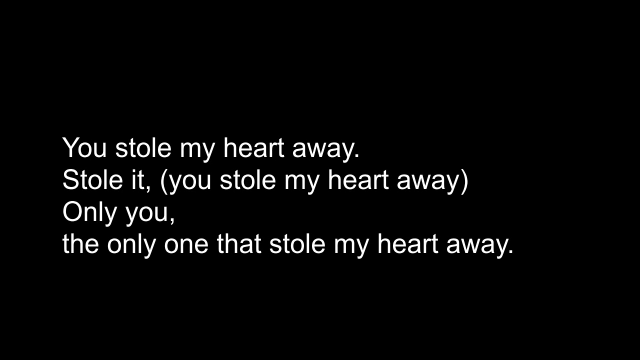 You stole my heart away.
Stole it, (you stole my heart away)
Only you,
the only one that stole my heart away.